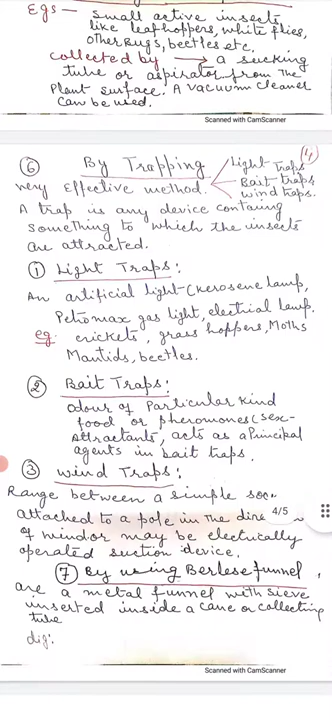 Egs — Small active insects
like leafhoppers, white flies,
other bugs, beetles etc.
collected by → a sucking
tube or aspirator from the
Plant surface. A vacuum cleaner
can be used.
Scanned with CamScanner
(4)
⑥ By Trapping
Light Traps
Bait traps
wind traps.
very effective method.
A trap is any device containg
something to which the insects
are attracted.
① Light Traps:
An artificial light (Kerosene lamp,
Petromax gas light, electrial lamp.
eg. crickets, grass hoppers, Moths
Mantids, beetles.
② Bait Traps:
odour of Particular Kind
food or pheromones (sex-
attractants, acts as a Principal
agents in bait traps.
③ wind Traps:
Range between a simple
attached to a pole in the dire
4/5
of wind or may be electrically
operated suction device.
⑦ By using Berlese funnel,
are a metal funnel with sieve
inserted inside a cane or collecting
tube
dig:
Scanned with CamScanner